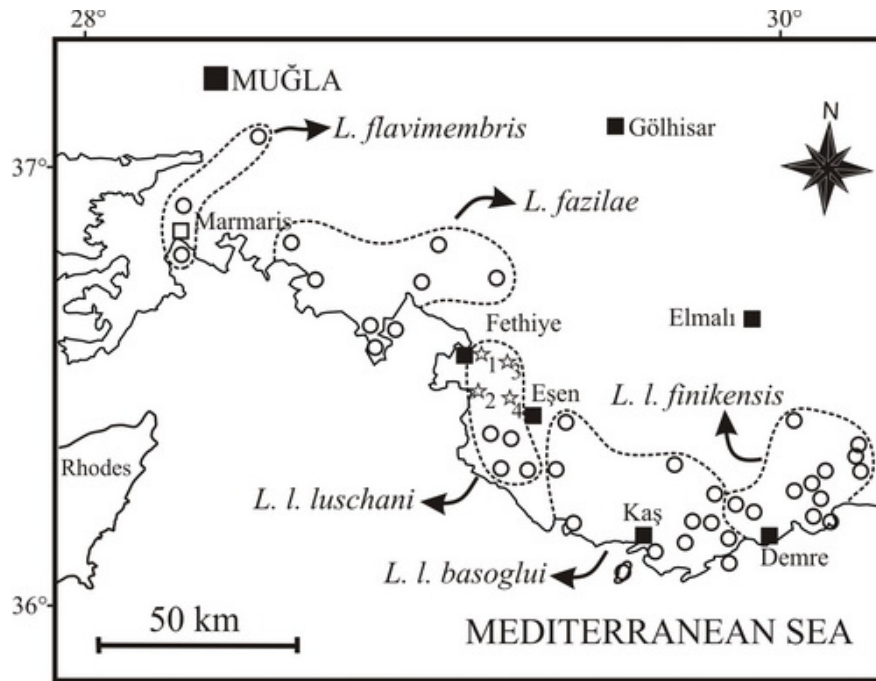 28°
30°
MUĞLA
L. flavimembris
Gölhisar
N
37°
L. fazilae
Marmaris
Fethiye
Elmalı
1
3
Eşen
2
4
L. l. finikensis
Rhodes
L. l. luschani
Kaş
Demre
L. l. basoglui
36°
50 km
MEDITERRANEAN SEA